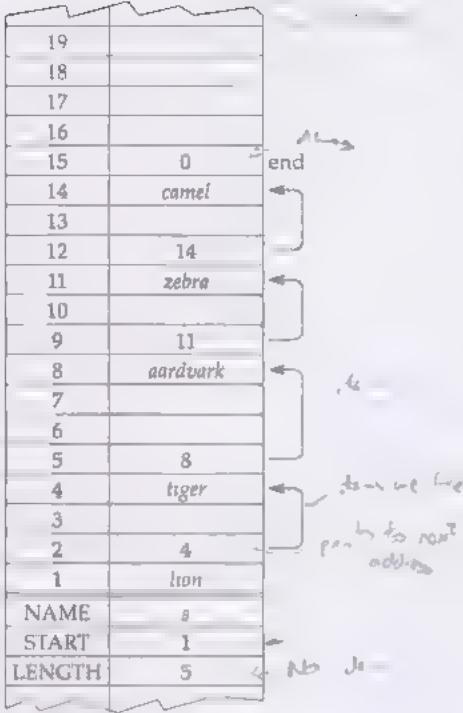 19
18
17
16
15 0 end
14 camel
13
12 14
11 zebra
10
9 11
8 aardvark
7
6
5 8
4 tiger
3
2 4
address
1 lion
NAME s
START 1
LENGTH 5